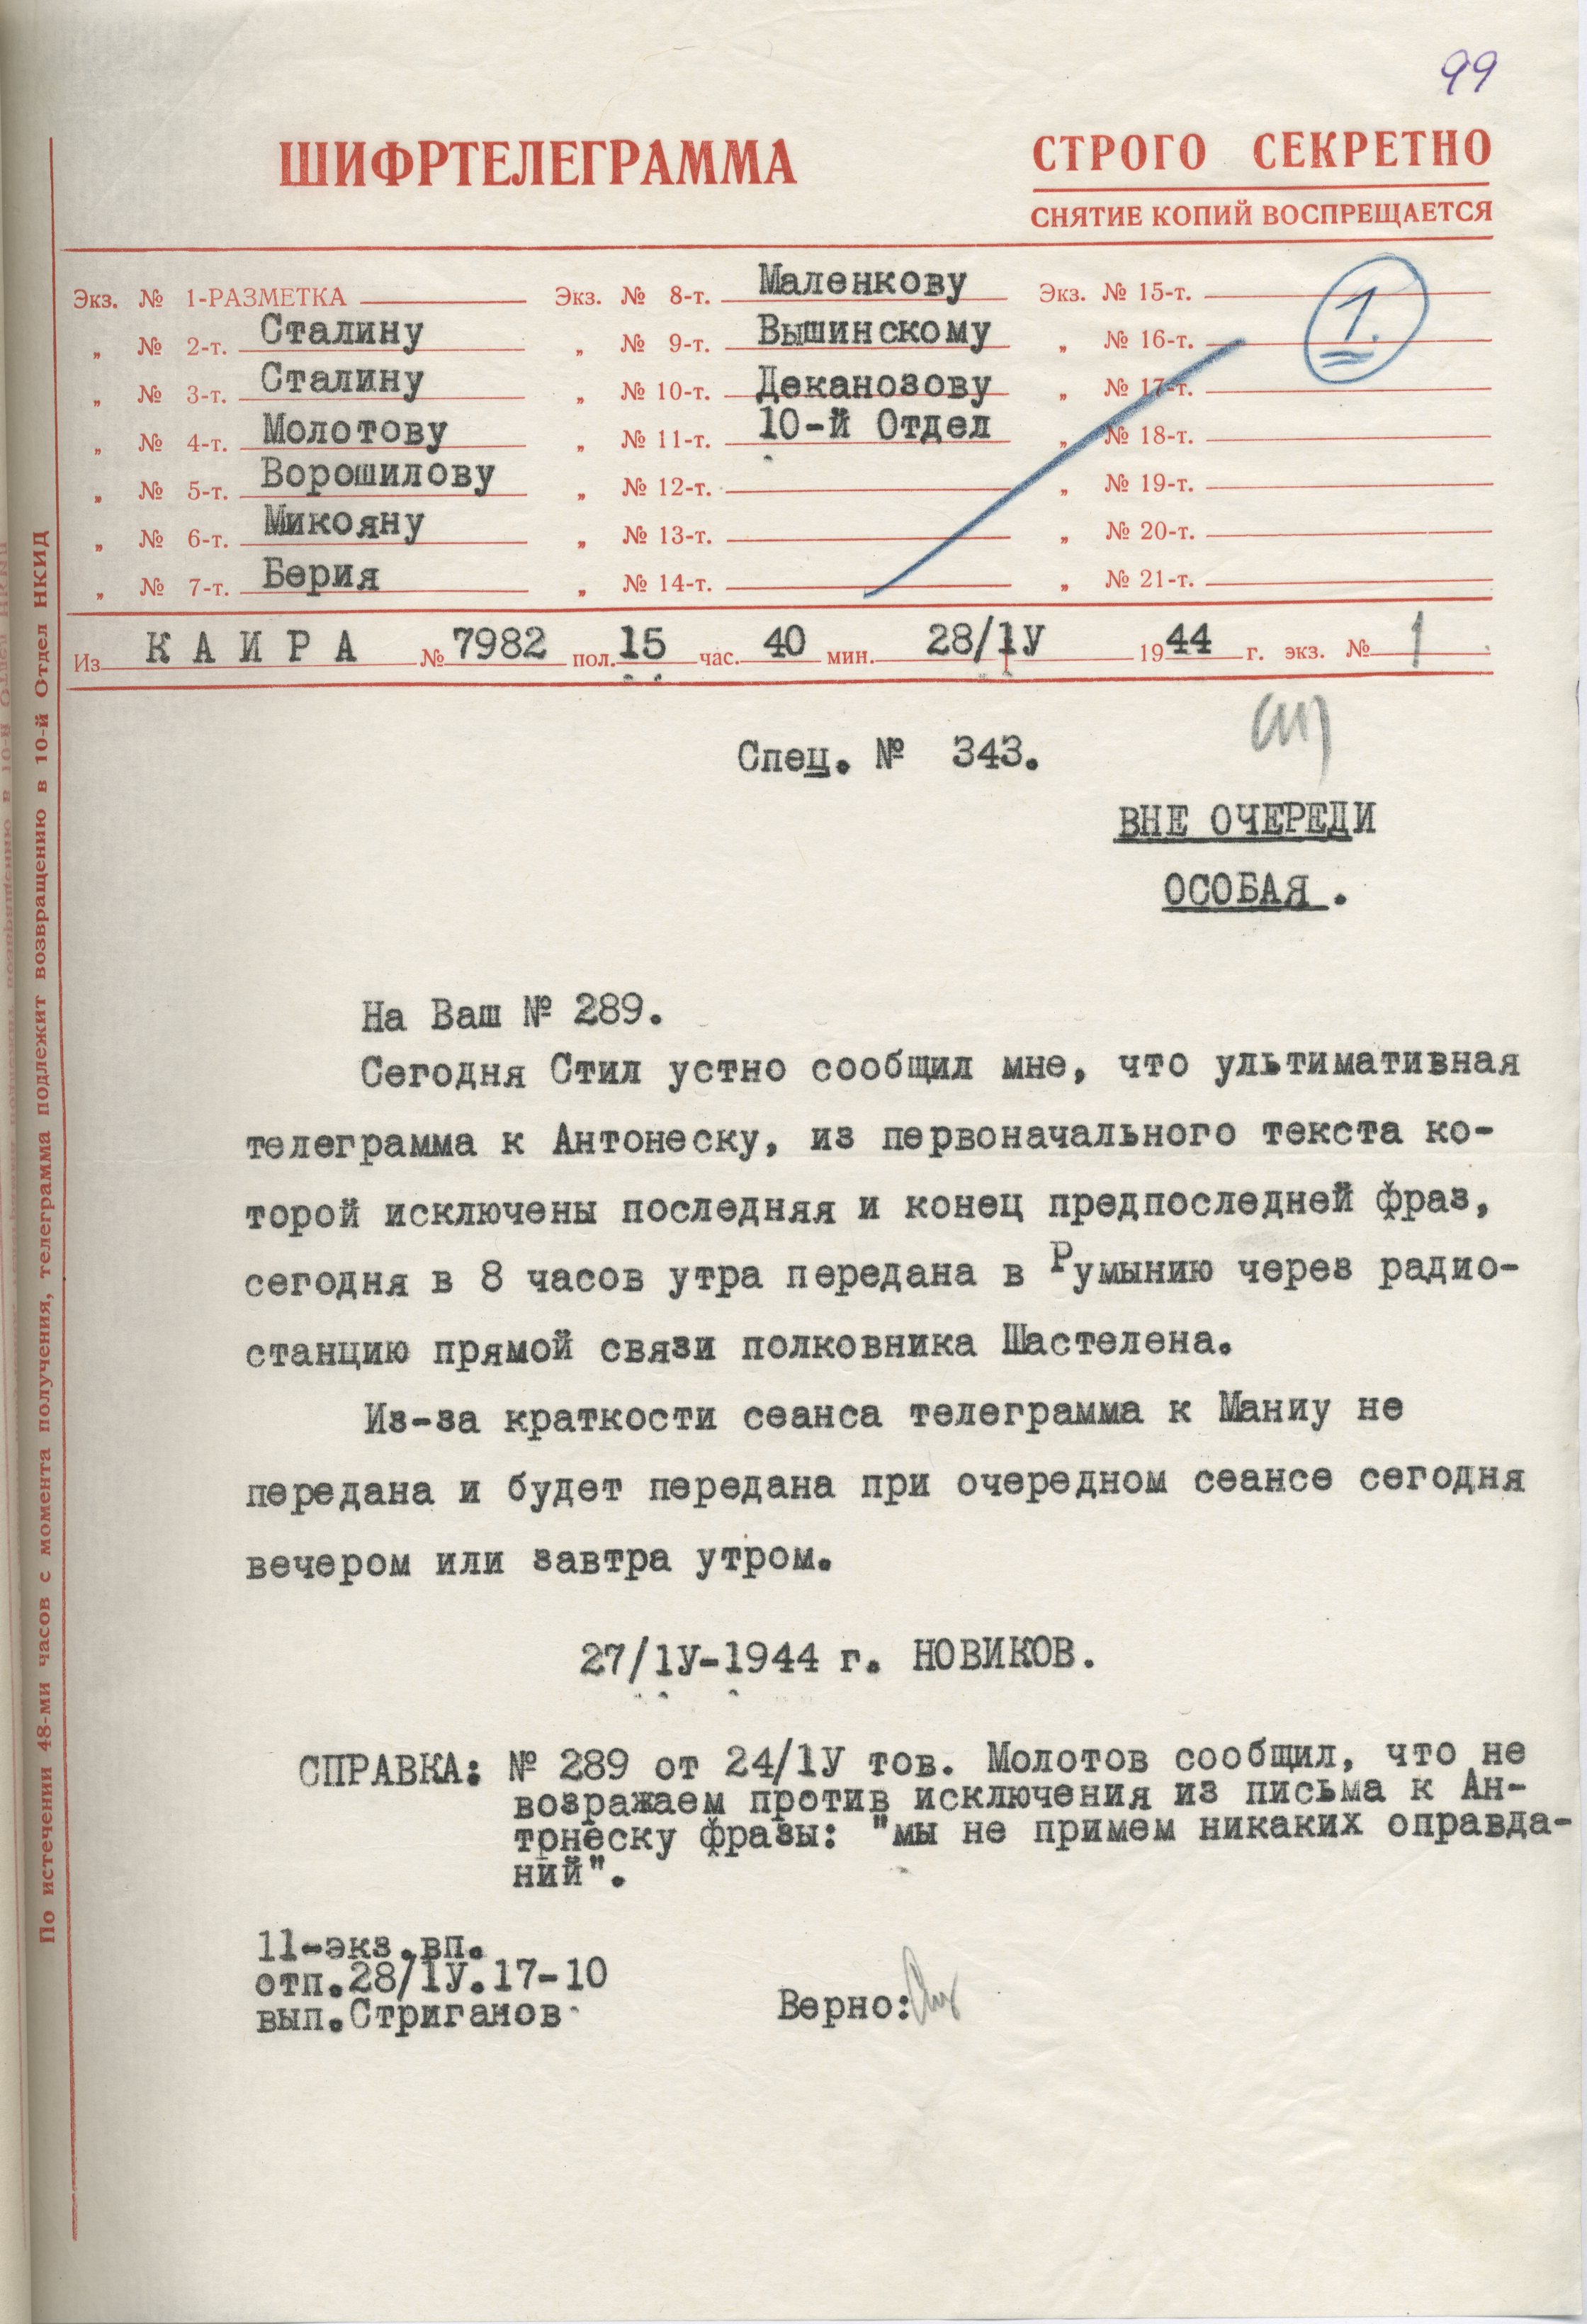 99
ШИФРТЕЛЕГРАММА
СТРОГО СЕКРЕТНО
СНЯТИЕ КОПИЙ ВОСПРЕЩАЕТСЯ
Экз. № 1-РАЗМЕТКА Экз. № 8-т. Маленкову Экз. № 15-т. 1.
„ № 2-т. Сталину „ № 9-т. Вышинскому „ № 16-т.
„ № 3-т. Сталину „ № 10-т. Деканозову „ № 17-т.
„ № 4-т. Молотову „ № 11-т. 10-й Отдел „ № 18-т.
„ № 5-т. Ворошилову „ № 12-т. „ № 19-т.
„ № 6-т. Микояну „ № 13-т. „ № 20-т.
„ № 7-т. Берия „ № 14-т. „ № 21-т.
Из КАИРА № 7982 пол. 15 час. 40 мин. 28/1У 1944 г. экз. № 1
Спец. № 343.
ВНЕ ОЧЕРЕДИ
ОСОБАЯ.
На Ваш № 289.
Сегодня Стил устно сообщил мне, что ультимативная
телеграмма к Антонеску, из первоначального текста ко-
торой исключены последняя и конец предпоследней фраз,
сегодня в 8 часов утра передана в Румынию через радио-
станцию прямой связи полковника Шастелена.
Из-за краткости сеанса телеграмма к Маниу не
передана и будет передана при очередном сеансе сегодня
вечером или завтра утром.
27/1У-1944 г. НОВИКОВ.
СПРАВКА: № 289 от 24/1У тов. Молотов сообщил, что не
возражаем против исключения из письма к Ан-
тонеску фразы: "мы не примем никаких оправда-
ний".
11-экз.вп.
отп.28/1У.17-10
вып.Стриганов
Верно:
По истечении 48-ми часов с момента получения, телеграмма подлежит возвращению в 10-й Отдел НКИД